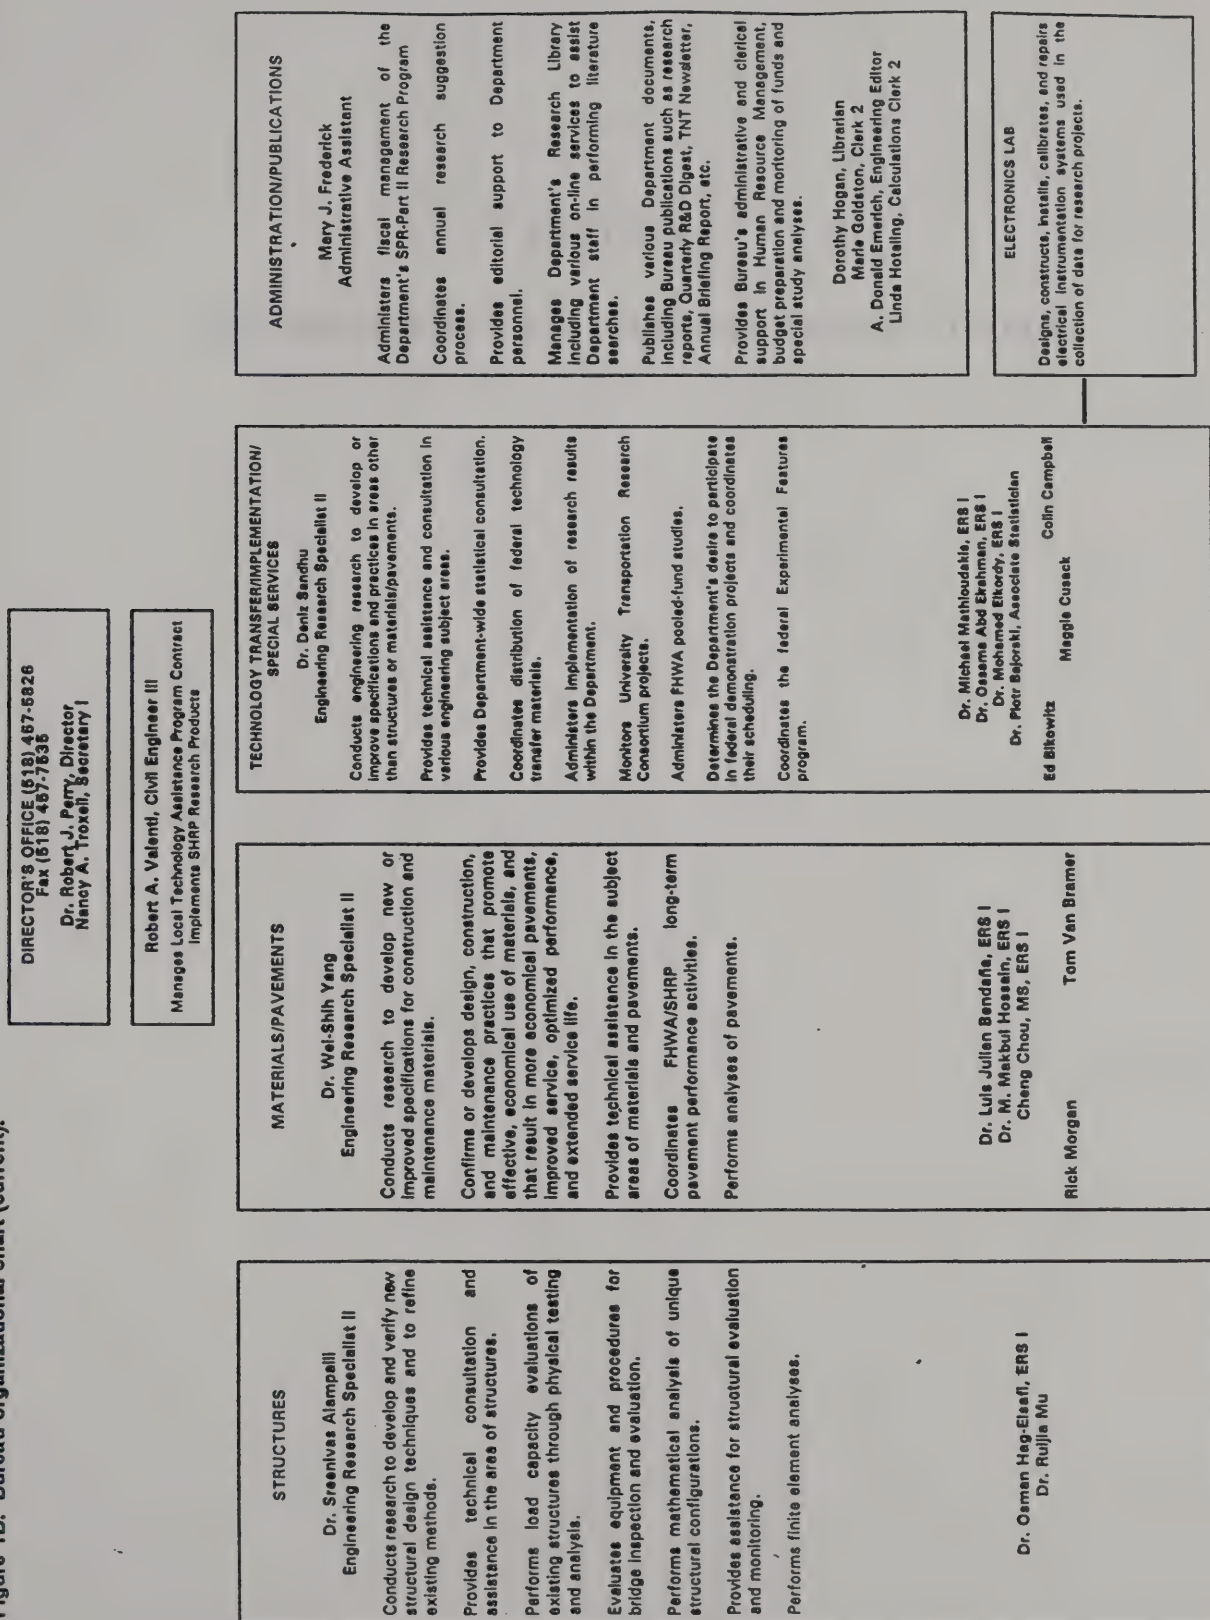 Figure 1B. Bureau organizational chart (current).
DIRECTOR'S OFFICE (518) 457-5826
Fax (518) 457-7535
Dr. Robert J. Perry, Director
Nancy A. Troxell, Secretary I
Robert A. Valenti, Civil Engineer III
Manages Local Technology Assistance Program Contract
Implements SHRP Research Products
STRUCTURES
Dr. Sreenivas Alampalli
Engineering Research Specialist II
Conducts research to develop and verify new
structural design techniques and to refine
existing methods.
Provides technical consultation and
assistance in the area of structures.
Performs load capacity evaluations of
existing structures through physical testing
and analysis.
Evaluates equipment and procedures for
bridge inspection and evaluation.
Performs mathematical analysis of unique
structural configurations.
Provides assistance for structural evaluation
and monitoring.
Performs finite element analyses.
Dr. Osman Hag-Elsafi, ERS I
Dr. Ruijia Mu
MATERIALS/PAVEMENTS
Dr. Wei-Shih Yang
Engineering Research Specialist II
Conducts research to develop new or
improved specifications for construction and
maintenance materials.
Confirms or develops design, construction,
and maintenance practices that promote
effective, economical use of materials, and
that result in more economical pavements,
improved service, optimized performance,
and extended service life.
Provides technical assistance in the subject
areas of materials and pavements.
Coordinates FHWA/SHRP long-term
pavement performance activities.
Performs analyses of pavements.
Dr. Luis Julian Bendaña, ERS I
Dr. M. Makbul Hossain, ERS I
Cheng Chou, MS, ERS I
Rick Morgan Tom Van Bramer
TECHNOLOGY TRANSFER/IMPLEMENTATION/
SPECIAL SERVICES
Dr. Deniz Sandhu
Engineering Research Specialist II
Conducts engineering research to develop or
improve specifications and practices in areas other
than structures or materials/pavements.
Provides technical assistance and consultation in
various engineering subject areas.
Provides Department-wide statistical consultation.
Coordinates distribution of federal technology
transfer materials.
Administers implementation of research results
within the Department.
Monitors University Transportation Research
Consortium projects.
Administers FHWA pooled-fund studies.
Determines the Department's desire to participate
in federal demonstration projects and coordinates
their scheduling.
Coordinates the federal Experimental Features
program.
Dr. Michael Mathioudakis, ERS I
Dr. Ossama Abd Elrahman, ERS I
Dr. Mohamed Elkordy, ERS I
Dr. Piotr Bajorski, Associate Statistician
Ed Bikowitz Maggie Cusack Colin Campbell
ADMINISTRATION/PUBLICATIONS
Mary J. Frederick
Administrative Assistant
Administers fiscal management of the
Department's SPR-Part II Research Program
Coordinates annual research suggestion
process.
Provides editorial support to Department
personnel.
Manages Department's Research Library
including various on-line services to assist
Department staff in performing literature
searches.
Publishes various Department documents,
including Bureau publications such as research
reports, Quarterly R&D Digest, TNT Newsletter,
Annual Briefing Report, etc.
Provides Bureau's administrative and clerical
support in Human Resource Management,
budget preparation and moritoring of funds and
special study analyses.
Dorothy Hogan, Librarian
Marie Goldston, Clerk 2
A. Donald Emerich, Engineering Editor
Linda Hotaling, Calculations Clerk 2
ELECTRONICS LAB
Designs, constructs, installs, calibrates, and repairs
electrical instrumentation systems used in the
collection of data for research projects.